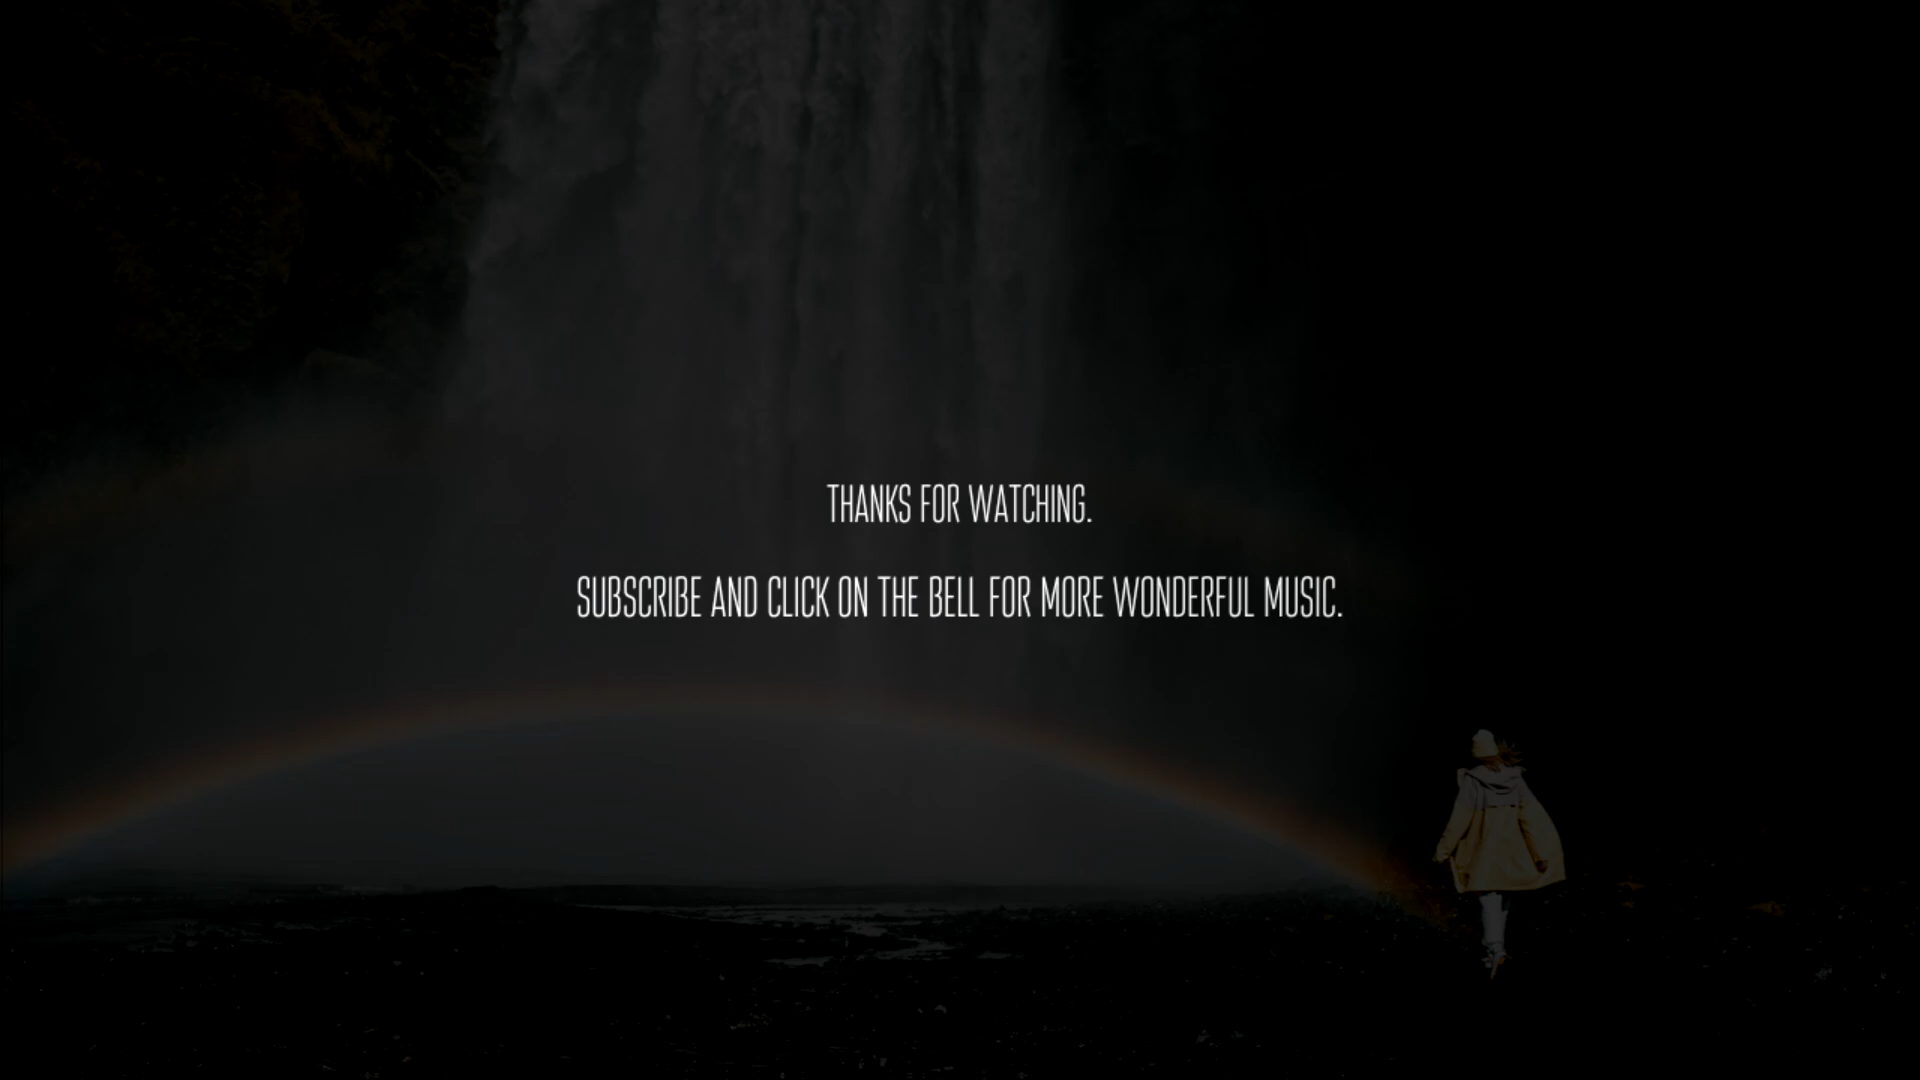 THANKS FOR WATCHING.
SUBSCRIBE AND CLICK ON THE BELL FOR MORE WONDERFUL MUSIC.